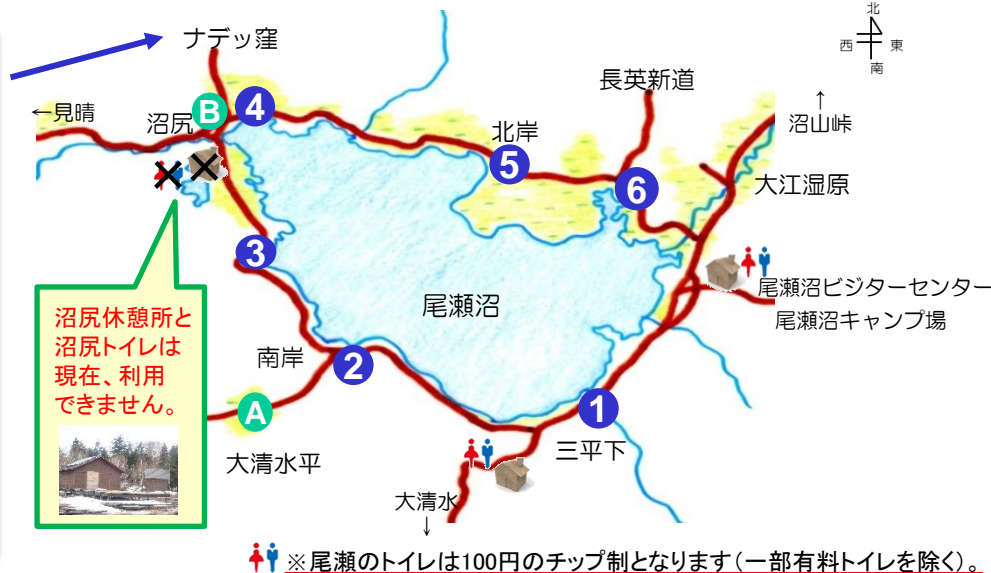 ナデッ窪
北
西 東
南
長英新道
←見晴
沼尻
B
4
北岸
↑
沼山峠
5
6
大江湿原
3
尾瀬沼
尾瀬沼ビジターセンター
尾瀬沼キャンプ場
沼尻休憩所と
沼尻トイレは
現在、利用
できません。
南岸
2
A
大清水平
1
三平下
大清水
↓
※尾瀬のトイレは100円のチップ制となります(一部有料トイレを除く)。